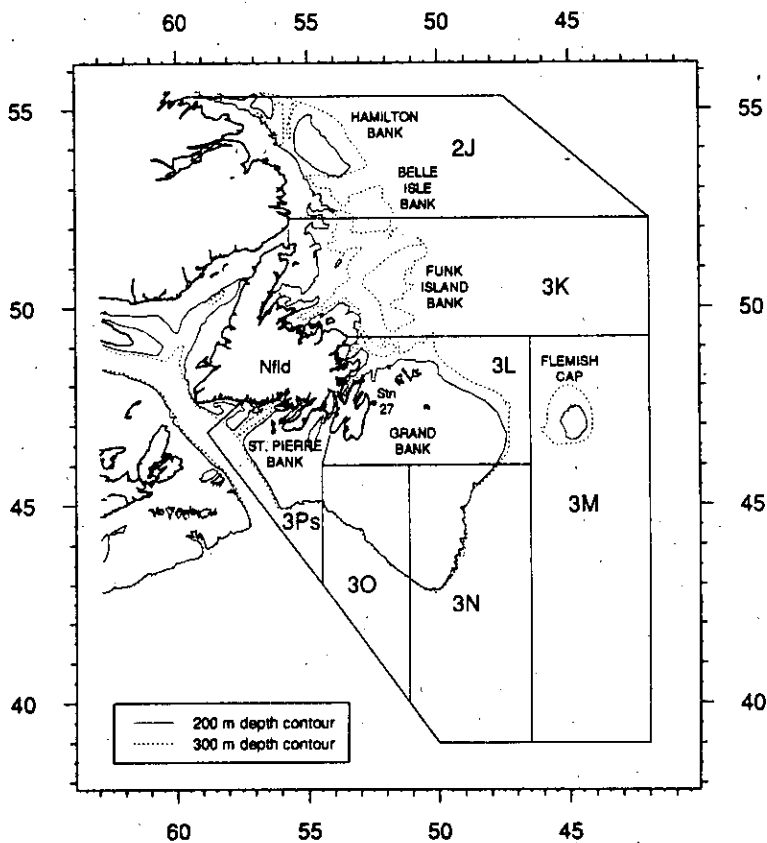 60 55 50 45
55 55
HAMILTON
BANK
2J
BELLE
ISLE
BANK
FUNK
ISLAND
BANK
3K
50 50
3L
FLEMISH
CAP
Nfld
Stn
27
GRAND
BANK
ST. PIERRE
BANK
45 45
3Ps
3M
3O
3N
40 40
200 m depth contour
300 m depth contour
60 55 50 45